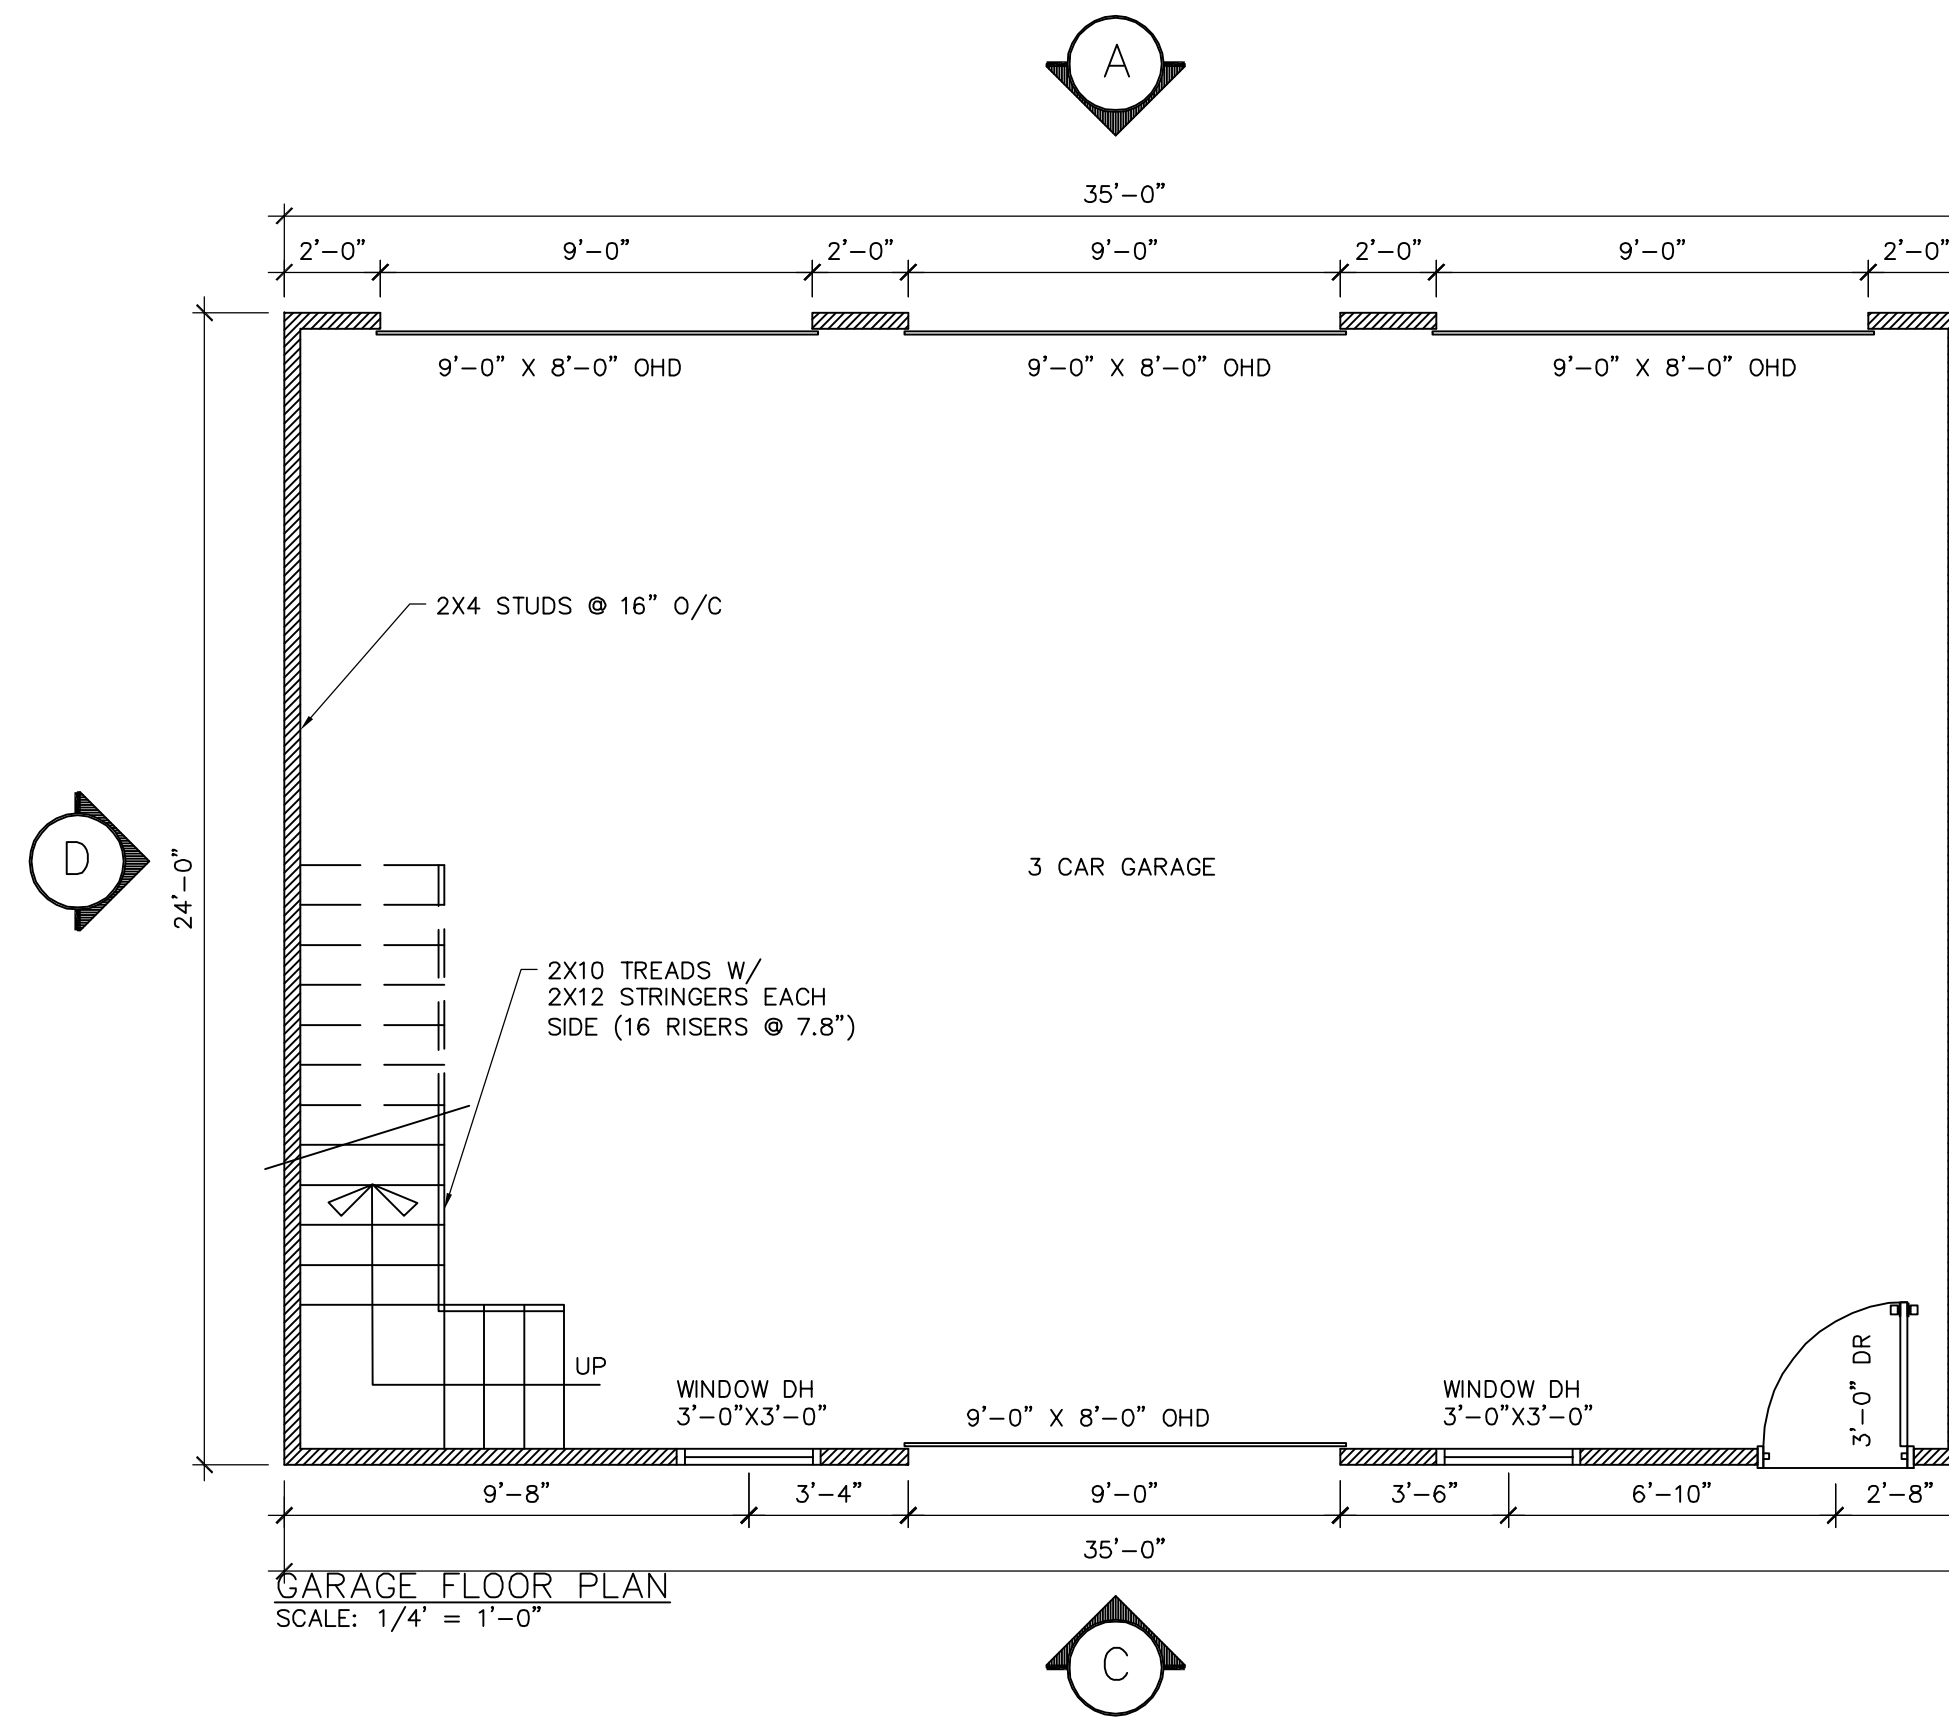 A
35'-0"
2'-0" 9'-0" 2'-0" 9'-0" 2'-0" 9'-0" 2'-0"
9'-0" X 8'-0" OHD 9'-0" X 8'-0" OHD 9'-0" X 8'-0" OHD
2X4 STUDS @ 16" O/C
D
24'-0"
3 CAR GARAGE
2X10 TREADS W/
2X12 STRINGERS EACH
SIDE (16 RISERS @ 7.8")
UP
WINDOW DH
3'-0"X3'-0"
9'-0" X 8'-0" OHD
WINDOW DH
3'-0"X3'-0"
3'-0" DR
9'-8" 3'-4" 9'-0" 3'-6" 6'-10" 2'-8"
35'-0"
GARAGE FLOOR PLAN
SCALE: 1/4' = 1'-0"
C